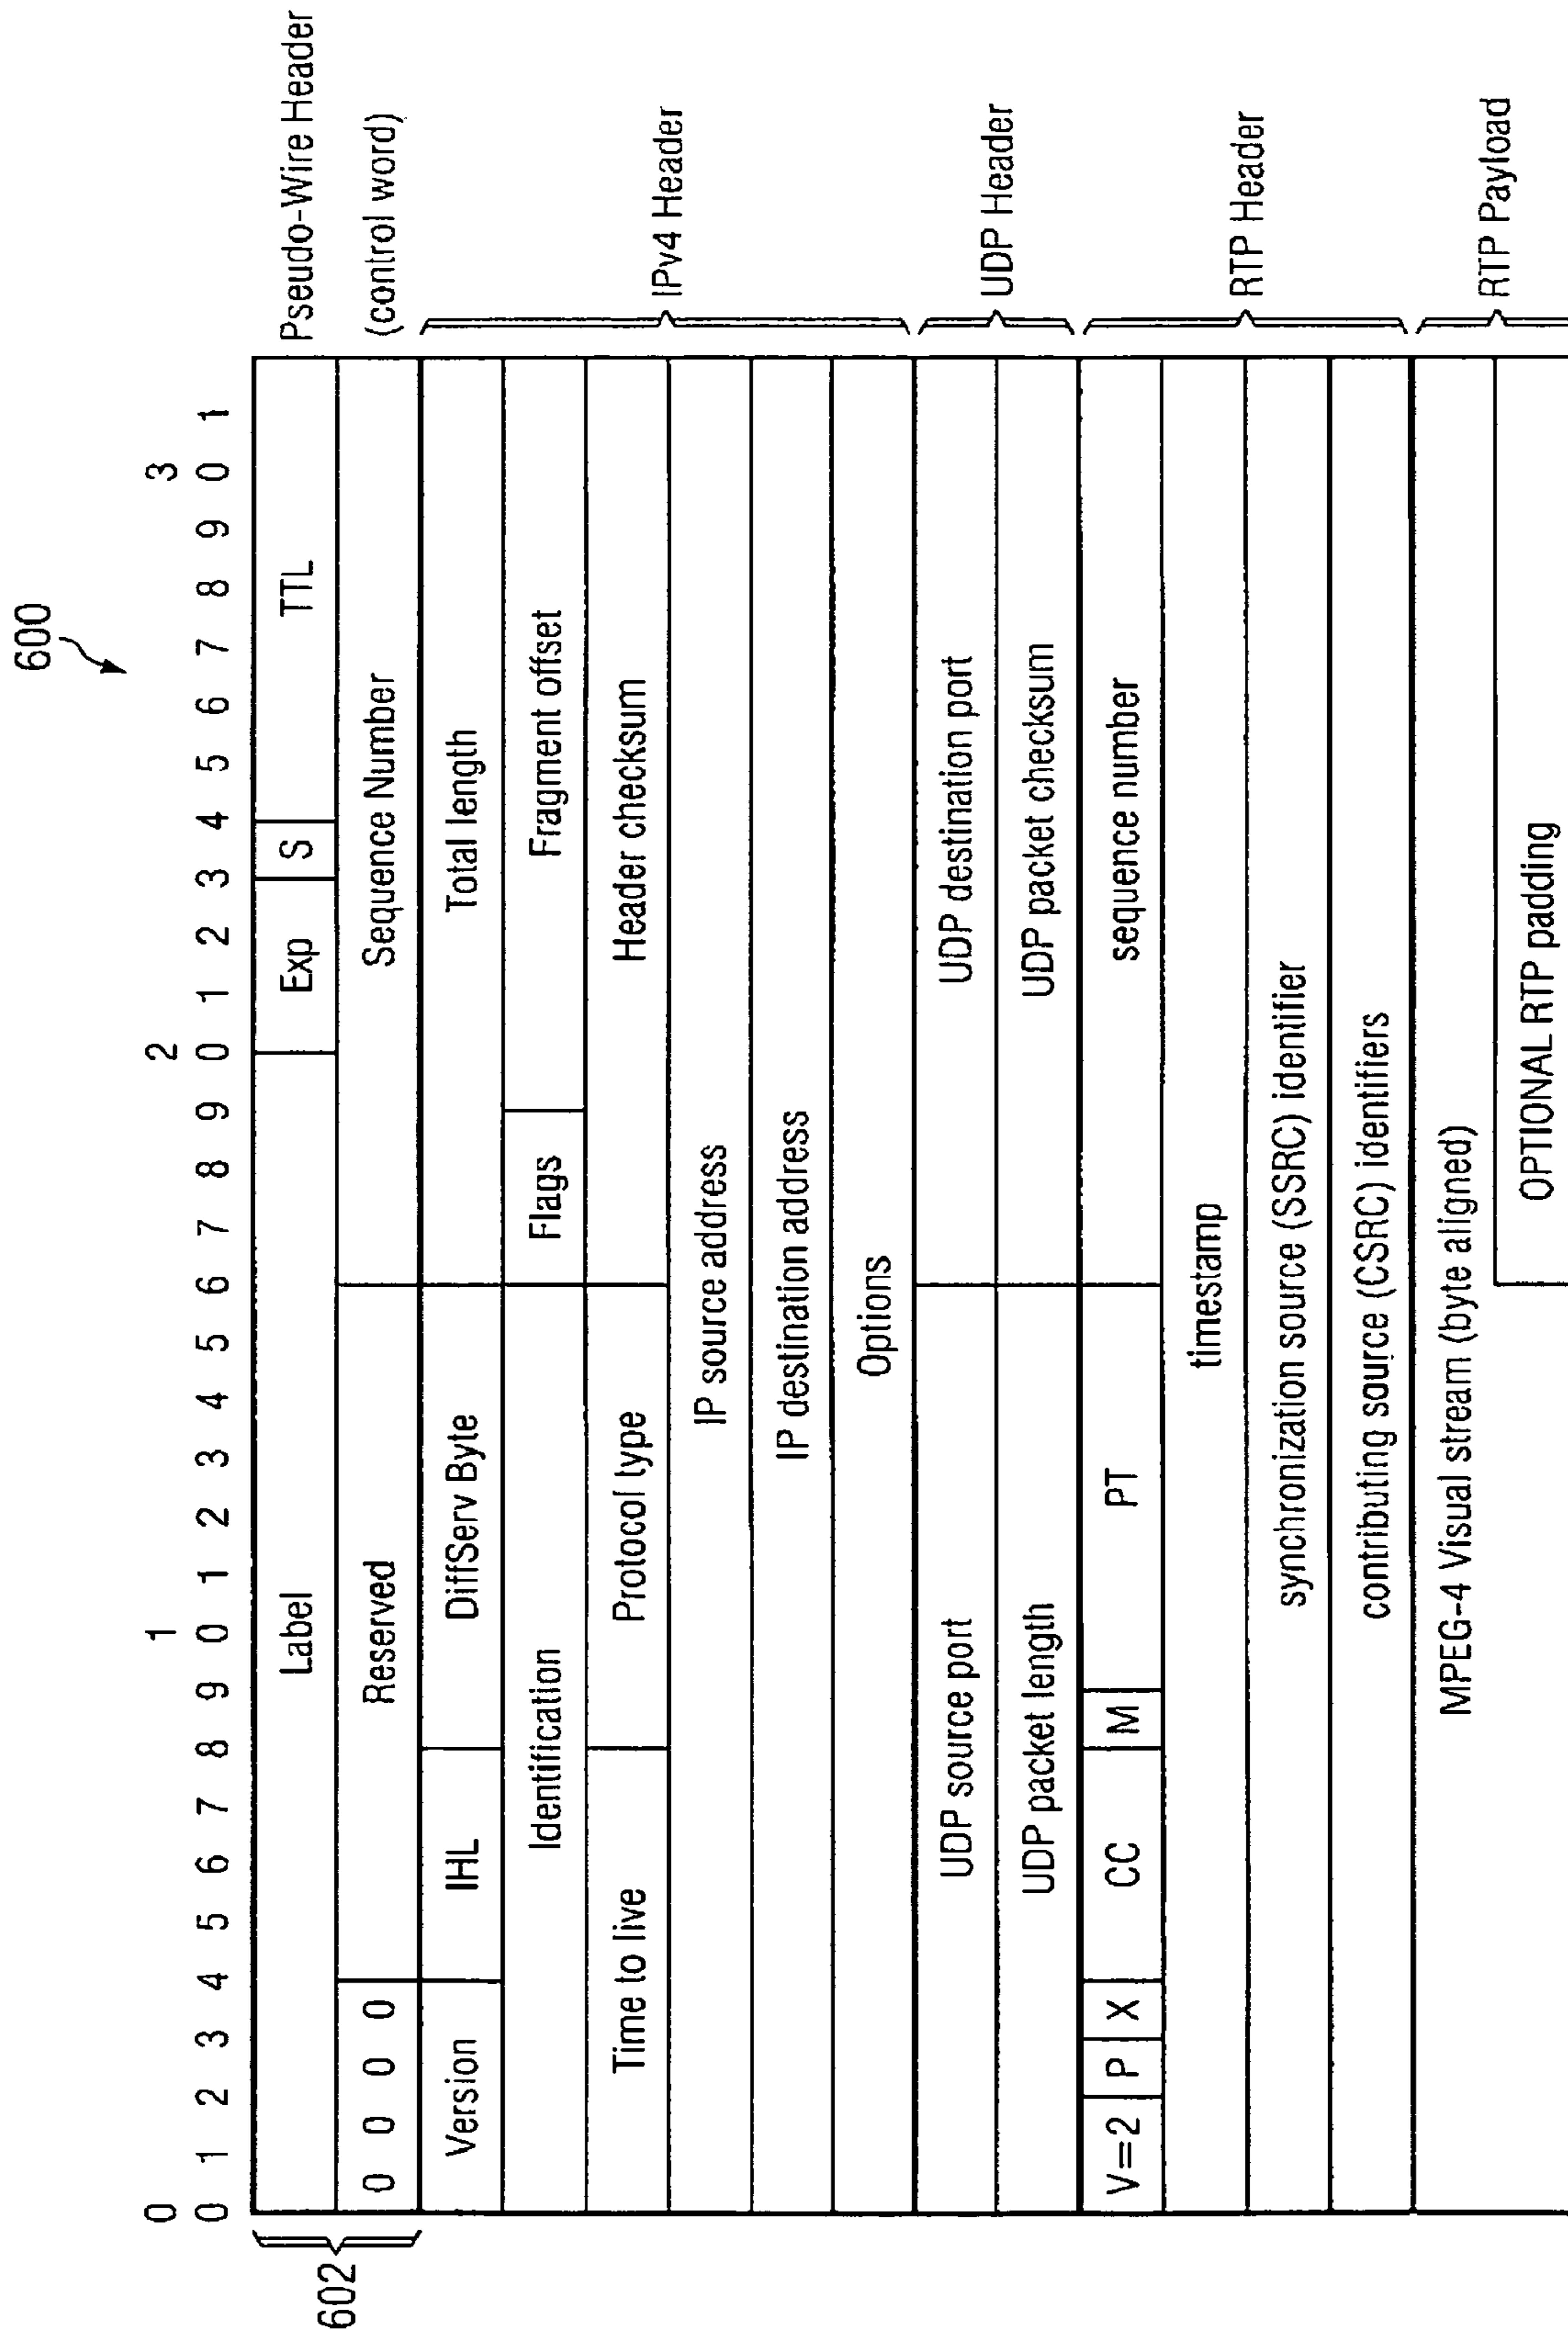 600
0 1 2 3
0 1 2 3 4 5 6 7 8 9 0 1 2 3 4 5 6 7 8 9 0 1 2 3 4 5 6 7 8 9 0 1
602
Label Exp S TTL Pseudo-Wire Header
0 0 0 0 Reserved Sequence Number (control word)
Version IHL DiffServ Byte Total length
Identification Flags Fragment offset
Time to live Protocol type Header checksum
IPv4 Header
IP source address
IP destination address
Options
UDP source port UDP destination port
UDP Header
UDP packet length UDP packet checksum
V=2 P X CC M PT sequence number
timestamp
RTP Header
synchronization source (SSRC) identifier
contributing source (CSRC) identifiers
MPEG-4 Visual stream (byte aligned)
RTP Payload
OPTIONAL RTP padding